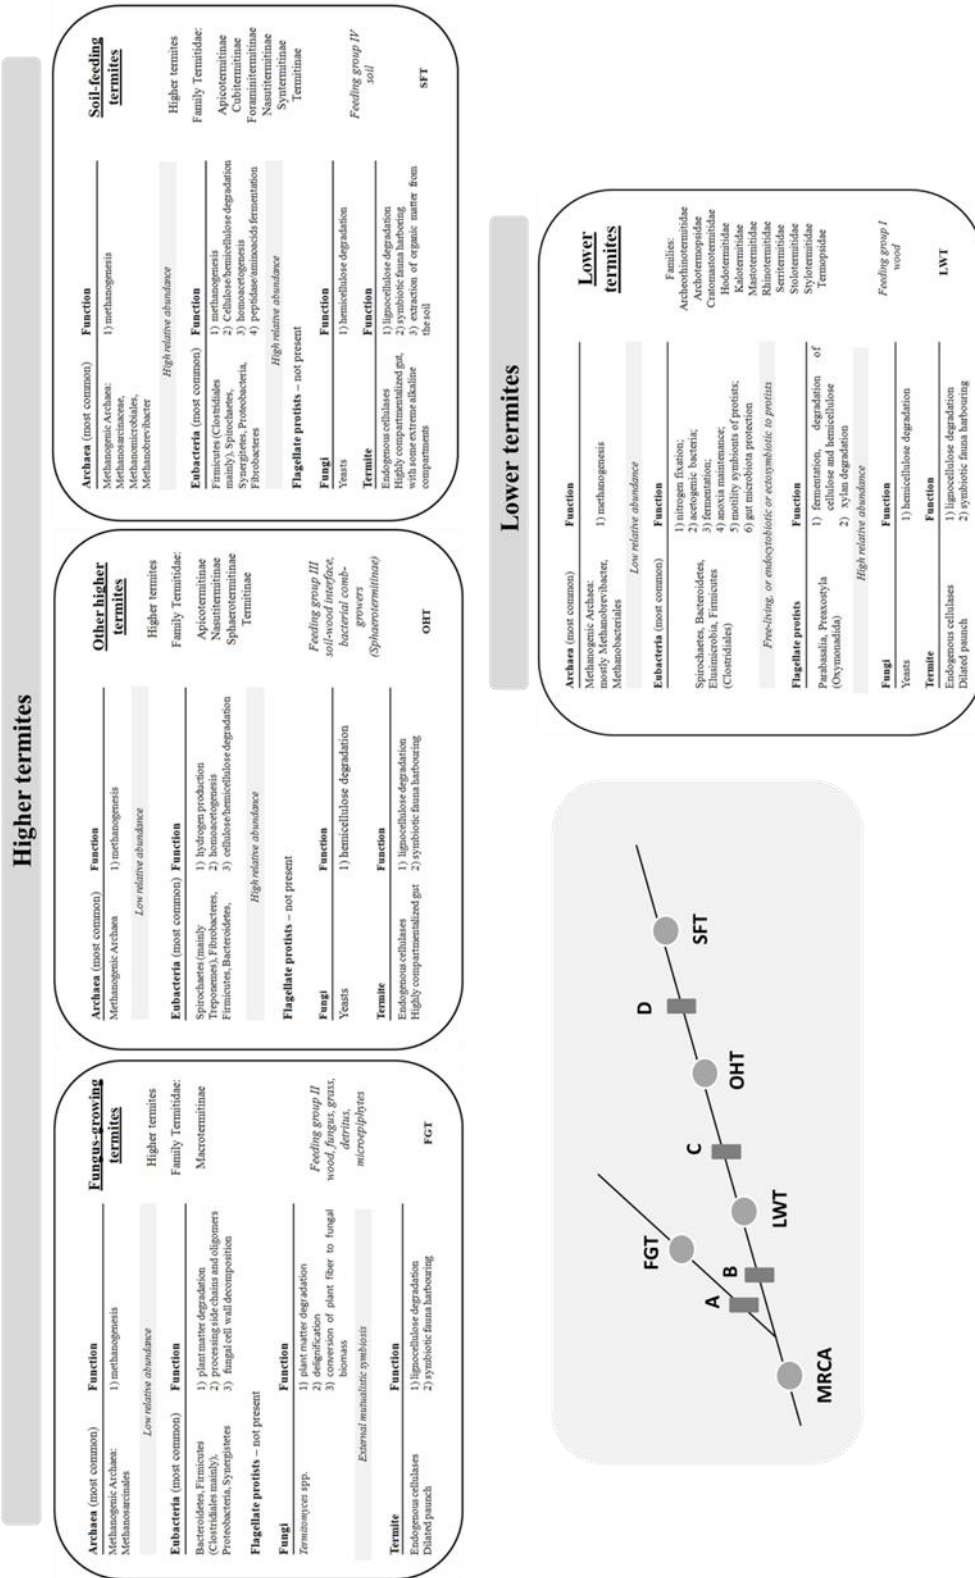 Higher termites
Fungus-growing
termites
Archaea (most common) Function
Methanogenic Archaea: 1) methanogenesis
Methanosarcinales
Low relative abundance
Eubacteria (most common) Function
Bacteroidetes, Firmicutes 1) plant matter degradation
(Clostridiales mainly), 2) processing side chains and oligomers
Proteobacteria, Synergistetes 3) fungal cell wall decomposition
Flagellate protists – not present
Fungi Function
Termitomyces spp. 1) plant matter degradation
2) delignification
3) conversion of plant fiber to fungal
biomass
External mutualistic symbiosis
Termite Function
Endogenous cellulases 1) lignocellulose degradation
Dilated paunch 2) symbiotic fauna harbouring
Higher termites
Family Termitidae:
Macrotermitinae
Feeding group II
wood, fungus, grass,
detritus,
microepiphytes
FGT
Other higher
termites
Archaea (most common) Function
Methanogenic Archaea 1) methanogenesis
Low relative abundance
Eubacteria (most common) Function
Spirochaetes (mainly 1) hydrogen production
Treponemes), Fibrobacteres, 2) homoacetogenesis
Firmicutes, Bacteroidetes, 3) cellulose/hemicellulose degradation
High relative abundance
Flagellate protists – not present
Fungi Function
Yeasts 1) hemicellulose degradation
Termite Function
Endogenous cellulases 1) lignocellulose degradation
Highly compartmentalized gut 2) symbiotic fauna harbouring
Higher termites
Family Termitidae:
Apicotermitinae
Nasutitermitinae
Sphaerotermitinae
Termitinae
Feeding group III
soil-wood interface,
bacterial comb-
growers
(Sphaerotermitinae)
OHT
Soil-feeding
termites
Archaea (most common) Function
Methanogenic Archaea: 1) methanogenesis
Methanosarcinaceae,
Methanomicrobiales,
Methanobrevibacter
High relative abundance
Eubacteria (most common) Function
Firmicutes (Clostridiales 1) methanogenesis
mainly), Spirochaetes, 2) Cellulose/hemicellulose degradation
Synergitetes, Proteobacteria, 3) homoacetogenesis
Fibrobacteres 4) peptidase/aminoacids fermentation
High relative abundance
Flagellate protists – not present
Fungi Function
Yeasts 1) hemicellulose degradation
Termite Function
Endogenous cellulases 1) lignocellulose degradation
Highly compartmentalized gut, 2) symbiotic fauna harboring
with some extreme alkaline 3) extraction of organic matter from
compartments the soil
Higher termites
Family Termitidae:
Apicotermitinae
Cubitermitinae
Foraminitermitinae
Nasutitermitinae
Syntermitinae
Termitinae
Feeding group IV
soil
SFT
MRCA
A
B
FGT
LWT
C
OHT
D
SFT
Lower termites
Lower
termites
Archaea (most common) Function
Methanogenic Archaea: 1) methanogenesis
mostly Methanobrevibacter,
Methanobacteriales
Low relative abundance
Eubacteria (most common) Function
1) nitrogen fixation;
Spirochaetes, Bacteroidetes, 2) acetogenic bacteria;
Elusimicrobia, Firmicutes 3) fermentation;
(Clostridiales) 4) anoxia maintenance;
5) motility symbionts of protists;
6) gut microbiota protection
Free-living, or endocytobiotic or ectosymbiotic to protists
Flagellate protists Function
Parabasalia, Preaxostyla 1) fermentation, degradation of
(Oxymonadida) cellulose and hemicellulose
2) xylan degradation
High relative abundance
Fungi Function
Yeasts 1) hemicellulose degradation
Termite Function
Endogenous cellulases 1) lignocellulose degradation
Dilated paunch 2) symbiotic fauna harbouring
Families:
Archeorhinotermitidae
Archotermopsidae
Cratomastotermitidae
Hodotermitidae
Kalotermitidae
Mastotermitidae
Rhinotermitidae
Serritermitidae
Stolotermitidae
Stylotermitidae
Termopsidae
Feeding group I
wood
LWT